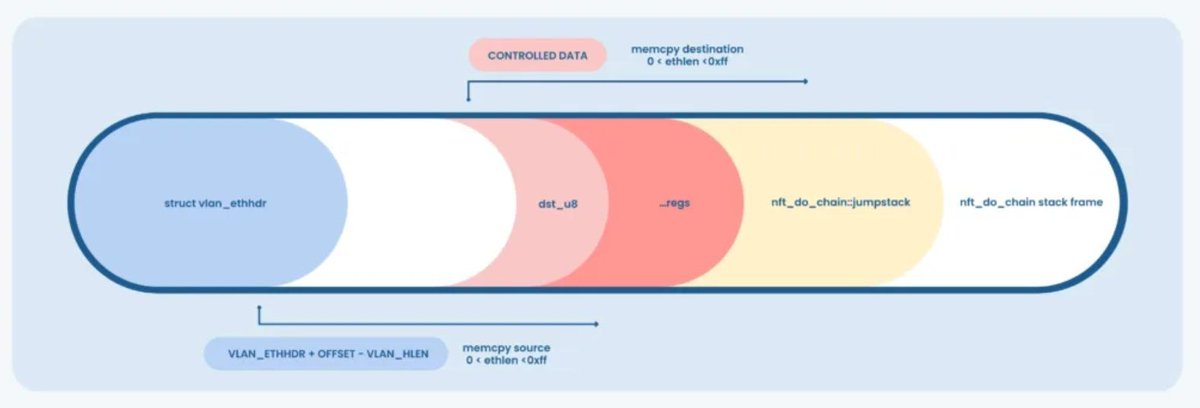 CONTROLLED DATA
memcpy destination
0 < ethlen <0xff
struct vlan_ethhdr
dst_u8
...regs
nft_do_chain::jumpstack
nft_do_chain stack frame
VLAN_ETHHDR + OFFSET - VLAN_HLEN
memcpy source
0 < ethlen <0xff